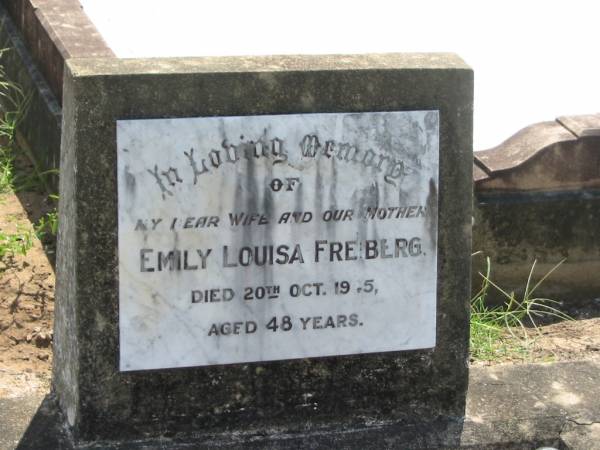 In Loving Memory
OF
MY DEAR WIFE AND OUR MOTHER
EMILY LOUISA FREIBERG.
DIED 20TH OCT.
AGED 48 YEARS.